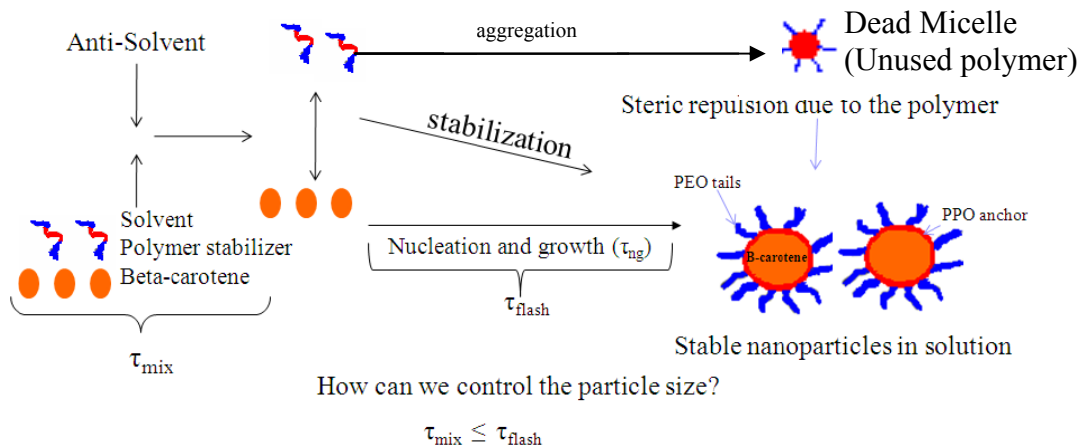 Anti-Solvent
aggregation
Dead Micelle
(Unused polymer)
Steric repulsion due to the polymer
stabilization
PEO tails
PPO anchor
Solvent
Polymer stabilizer
Beta-carotene
Nucleation and growth (τng)
B-carotene
τflash
τmix
Stable nanoparticles in solution
How can we control the particle size?
τmix ≤ τflash